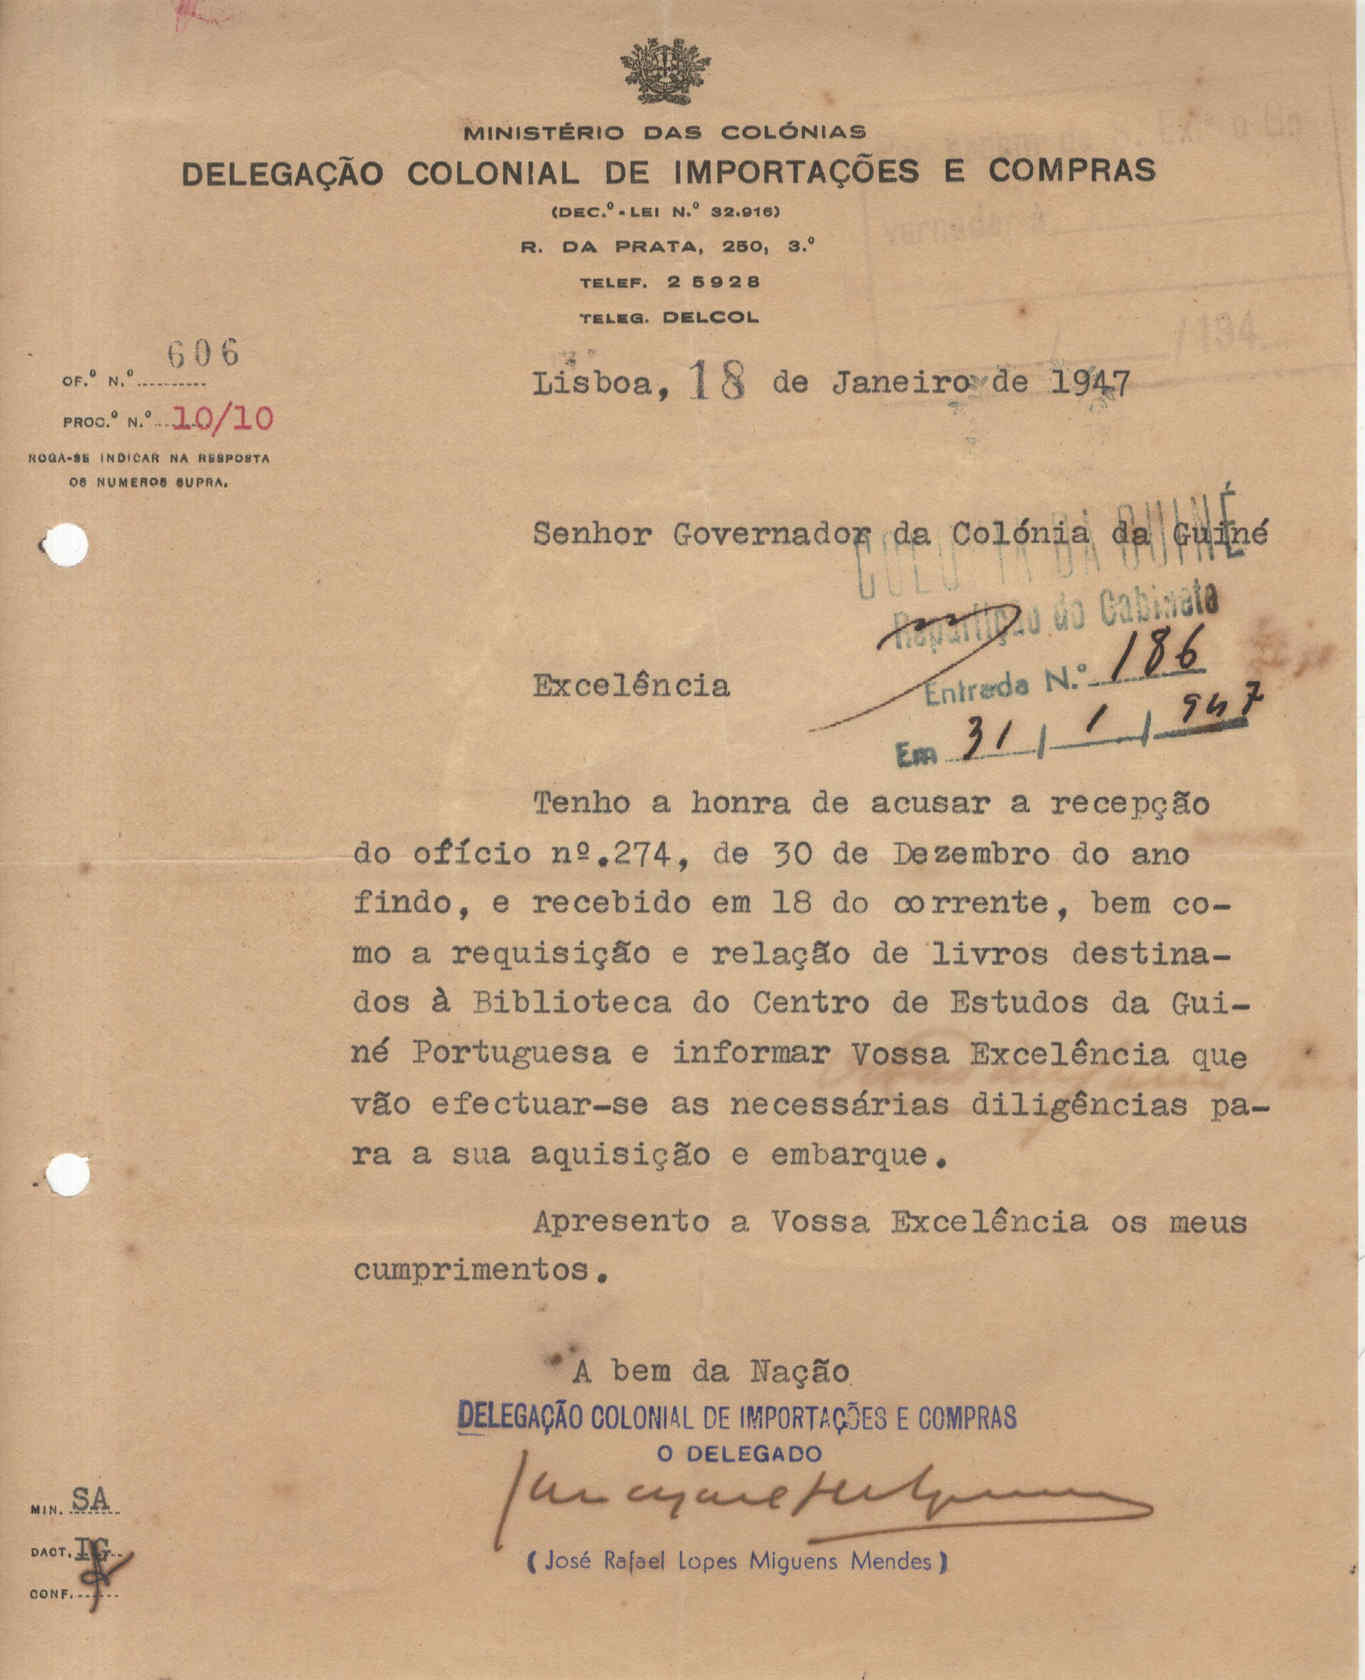 MINISTÉRIO DAS COLÓNIAS
DELEGAÇÃO COLONIAL DE IMPORTAÇÕES E COMPRAS
(DEC.º-LEI N.º 32.916)
R. DA PRATA, 250, 3.º
TELEF. 2 5928
TELEG. DELCOL
OF.º N.º 606
PROC.º N.º 10/10
ROGA-SE INDICAR NA RESPOSTA
OS NUMEROS SUPRA.
Lisboa, 18 de Janeiro de 1947
Senhor Governador da Colónia da Guiné
COLONIA DA GUINÉ
Repartição do Gabinete
Entrada N.º 186
Em 31/1/947
Excelência
Tenho a honra de acusar a recepção
do ofício nº.274, de 30 de Dezembro do ano
findo, e recebido em 18 do corrente, bem co-
mo a requisição e relação de livros destina-
dos à Biblioteca do Centro de Estudos da Gui-
né Portuguesa e informar Vossa Excelência que
vão efectuar-se as necessárias diligências pa-
ra a sua aquisição e embarque.
Apresento a Vossa Excelência os meus
cumprimentos.
A bem da Nação
DELEGAÇÃO COLONIAL DE IMPORTAÇÕES E COMPRAS
O DELEGADO
(José Rafael Lopes Miguens Mendes)
MIN. SA
DACT. IG
CONF.